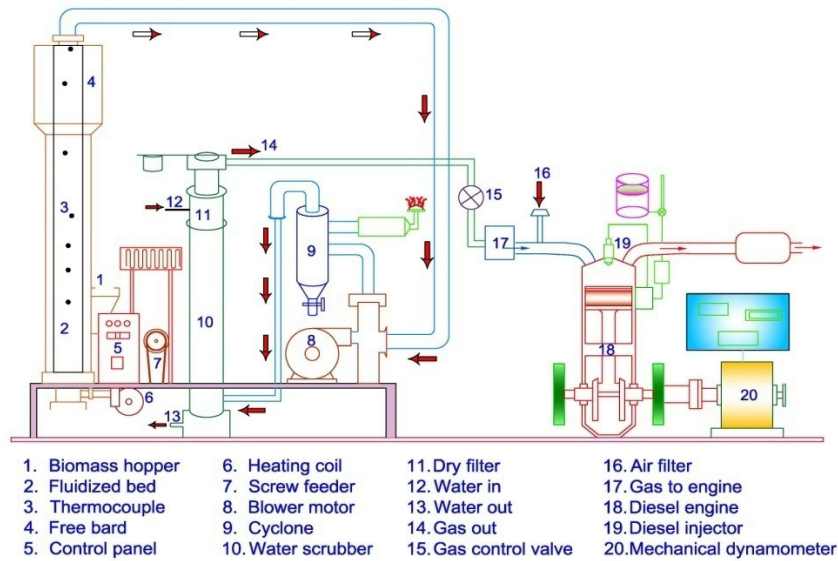 4
14
16
12
11
15
3
9
17
19
1
10
2
5
7
8
18
6
13
20
1. Biomass hopper
2. Fluidized bed
3. Thermocouple
4. Free bard
5. Control panel
6. Heating coil
7. Screw feeder
8. Blower motor
9. Cyclone
10. Water scrubber
11. Dry filter
12. Water in
13. Water out
14. Gas out
15. Gas control valve
16. Air filter
17. Gas to engine
18. Diesel engine
19. Diesel injector
20. Mechanical dynamometer